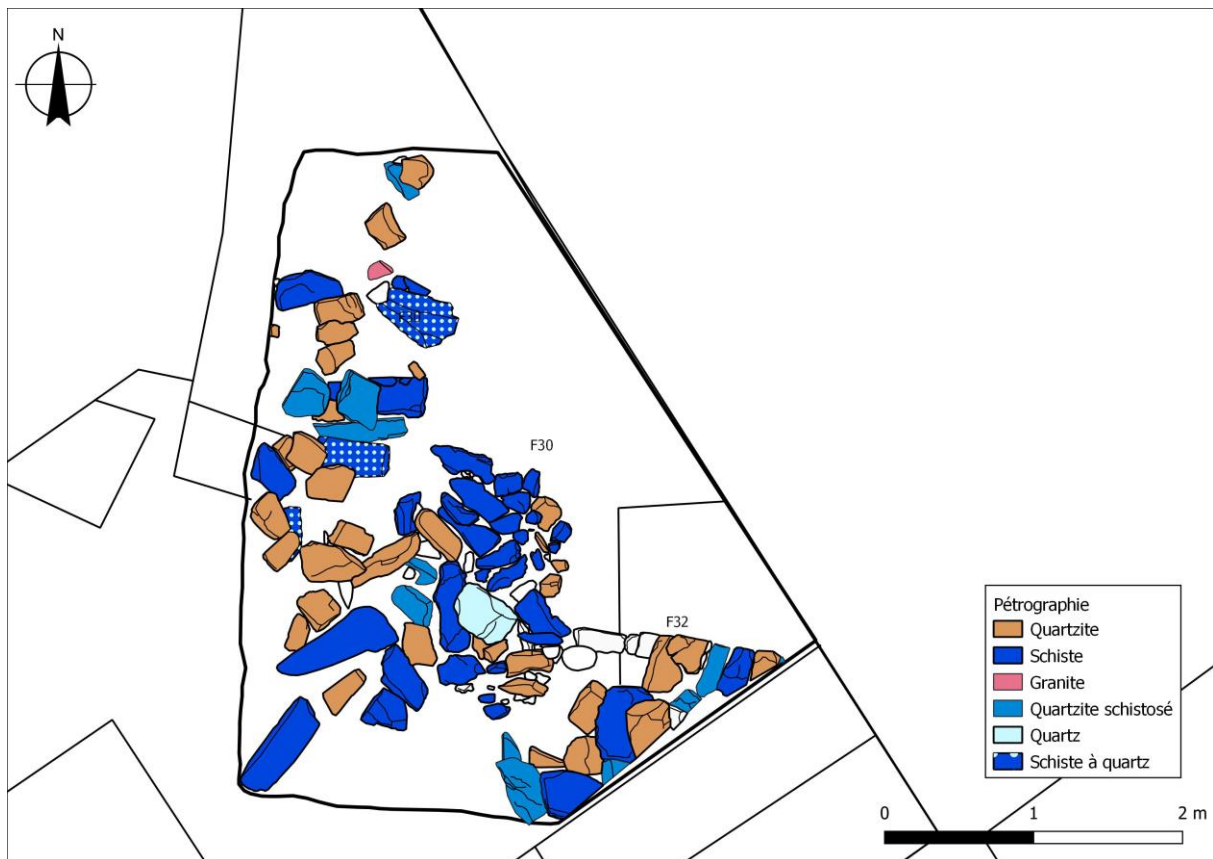 N
F30
F32
Pétrographie
Quartzite
Schiste
Granite
Quartzite schistosé
Quartz
Schiste à quartz
0 1 2 m